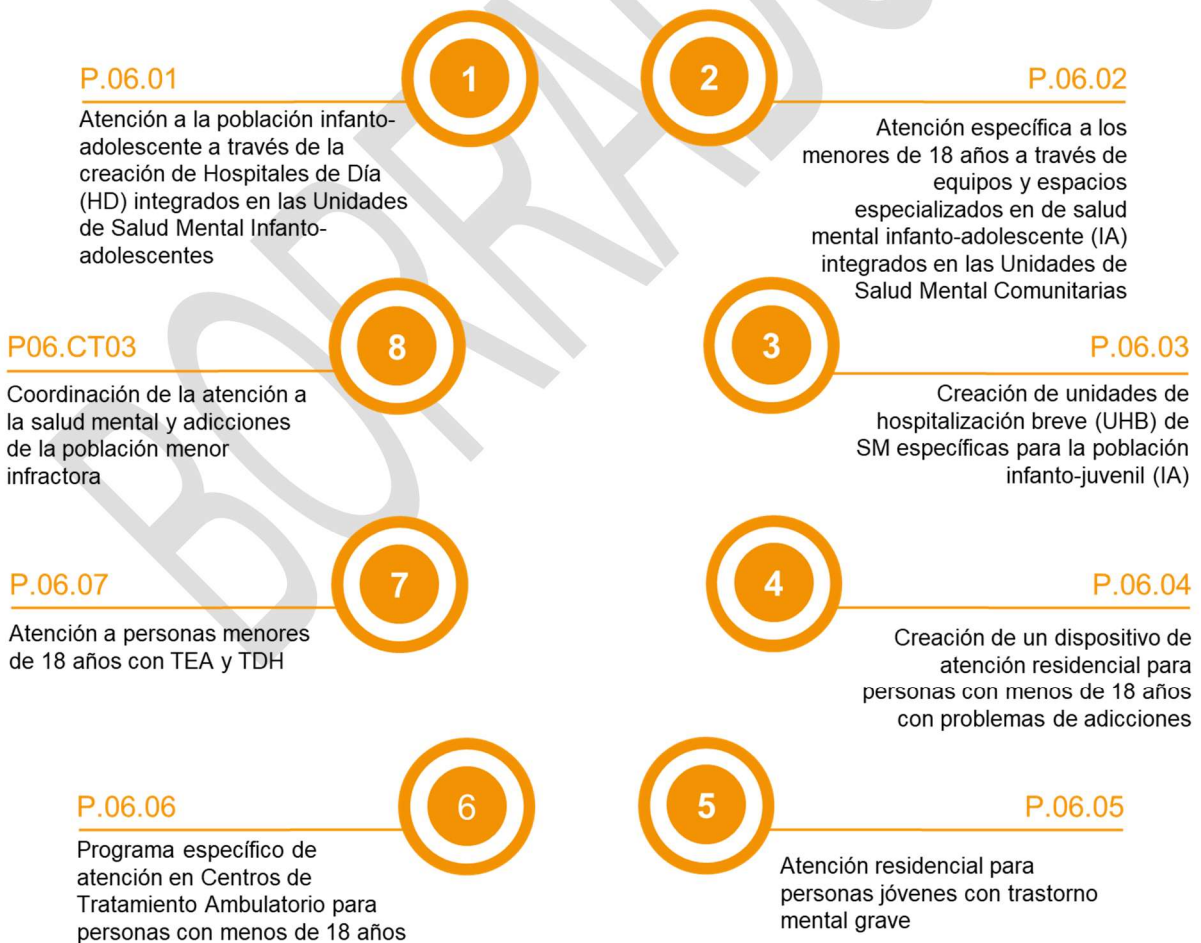 P.06.01
1
Atención a la población infanto-
adolescente a través de la
creación de Hospitales de Día
(HD) integrados en las Unidades
de Salud Mental Infanto-
adolescentes
2
P.06.02
Atención específica a los
menores de 18 años a través de
equipos y espacios
especializados en de salud
mental infanto-adolescente (IA)
integrados en las Unidades de
Salud Mental Comunitarias
3
P.06.03
Creación de unidades de
hospitalización breve (UHB) de
SM específicas para la población
infanto-juvenil (IA)
4
P.06.04
Creación de un dispositivo de
atención residencial para
personas con menos de 18 años
con problemas de adicciones
5
P.06.05
Atención residencial para
personas jóvenes con trastorno
mental grave
P.06.06
6
Programa específico de
atención en Centros de
Tratamiento Ambulatorio para
personas con menos de 18 años
P.06.07
7
Atención a personas menores
de 18 años con TEA y TDH
P06.CT03
8
Coordinación de la atención a
la salud mental y adicciones
de la población menor
infractora
BORRAD